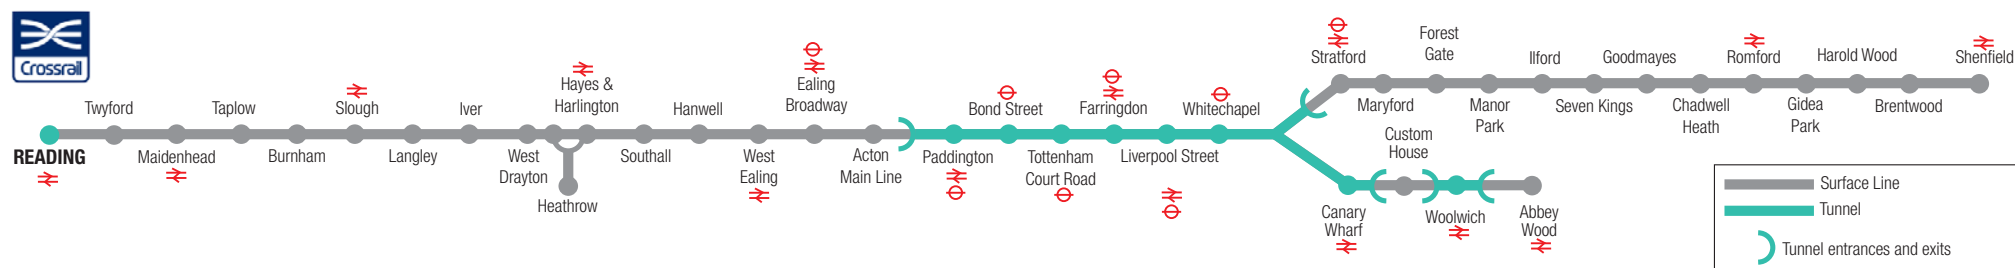 Crossrail
READING
Twyford
Maidenhead
Taplow
Burnham
Slough
Langley
Iver
West
Drayton
Heathrow
Hayes &
Harlington
Southall
Hanwell
West
Ealing
Ealing
Broadway
Acton
Main Line
Paddington
Bond Street
Tottenham
Court Road
Farringdon
Liverpool Street
Whitechapel
Stratford
Maryford
Forest
Gate
Manor
Park
Ilford
Seven Kings
Goodmayes
Chadwell
Heath
Romford
Gidea
Park
Harold Wood
Brentwood
Shenfield
Canary
Wharf
Custom
House
Woolwich
Abbey
Wood
Surface Line
Tunnel
Tunnel entrances and exits